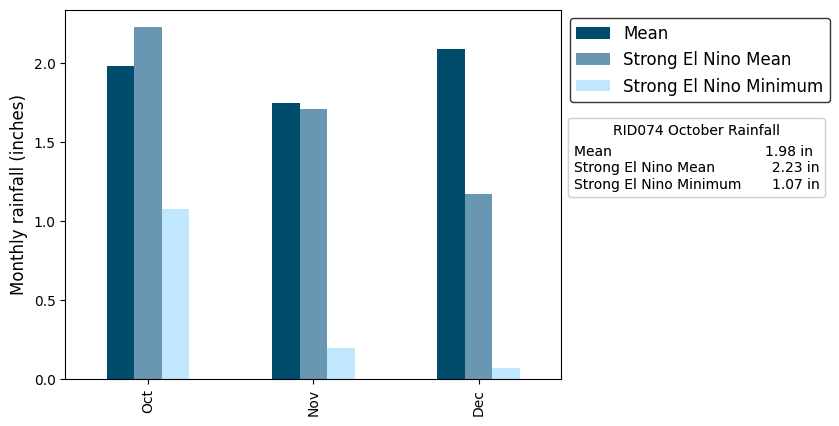 Monthly rainfall (inches)
2.0
1.5
1.0
0.5
0.0
Oct
Nov
Dec
Mean
Strong El Nino Mean
Strong El Nino Minimum
RID074 October Rainfall
Mean 1.98 in
Strong El Nino Mean 2.23 in
Strong El Nino Minimum 1.07 in